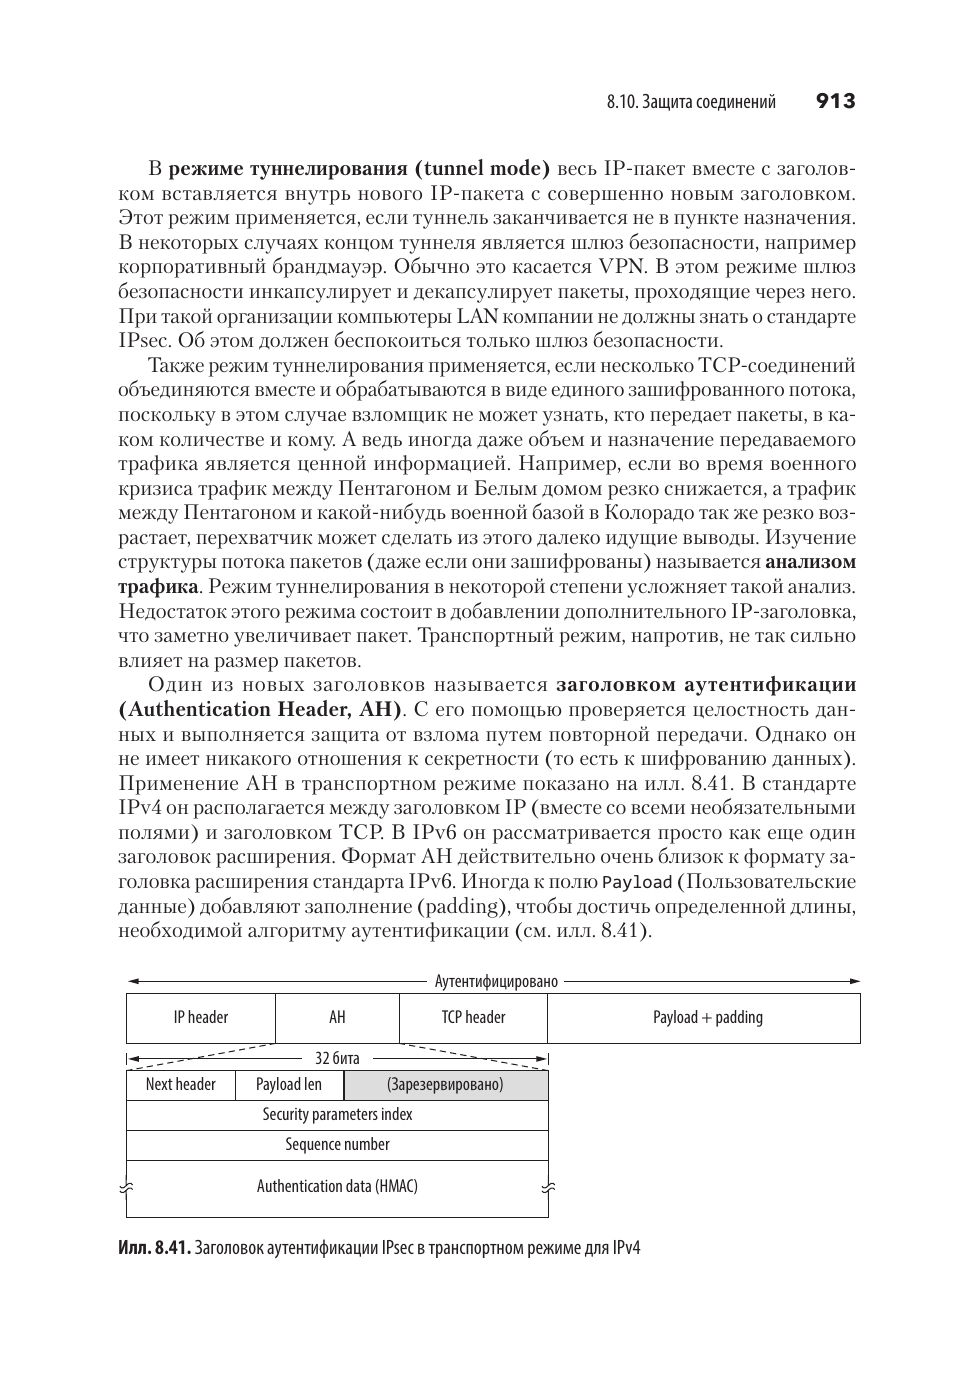 8.10. Защита соединений 913
В режиме туннелирования (tunnel mode) весь IP-пакет вместе с заголов-
ком вставляется внутрь нового IP-пакета с совершенно новым заголовком.
Этот режим применяется, если туннель заканчивается не в пункте назначения.
В некоторых случаях концом туннеля является шлюз безопасности, например
корпоративный брандмауэр. Обычно это касается VPN. В этом режиме шлюз
безопасности инкапсулирует и декапсулирует пакеты, проходящие через него.
При такой организации компьютеры LAN компании не должны знать о стандарте
IPsec. Об этом должен беспокоиться только шлюз безопасности.
Также режим туннелирования применяется, если несколько TCP-соединений
объединяются вместе и обрабатываются в виде единого зашифрованного потока,
поскольку в этом случае взломщик не может узнать, кто передает пакеты, в ка-
ком количестве и кому. А ведь иногда даже объем и назначение передаваемого
трафика является ценной информацией. Например, если во время военного
кризиса трафик между Пентагоном и Белым домом резко снижается, а трафик
между Пентагоном и какой-нибудь военной базой в Колорадо так же резко воз-
растает, перехватчик может сделать из этого далеко идущие выводы. Изучение
структуры потока пакетов (даже если они зашифрованы) называется анализом
трафика. Режим туннелирования в некоторой степени усложняет такой анализ.
Недостаток этого режима состоит в добавлении дополнительного IP-заголовка,
что заметно увеличивает пакет. Транспортный режим, напротив, не так сильно
влияет на размер пакетов.
Один из новых заголовков называется заголовком аутентификации
(Authentication Header, AH). С его помощью проверяется целостность дан-
ных и выполняется защита от взлома путем повторной передачи. Однако он
не имеет никакого отношения к секретности (то есть к шифрованию данных).
Применение AH в транспортном режиме показано на илл. 8.41. В стандарте
IPv4 он располагается между заголовком IP (вместе со всеми необязательными
полями) и заголовком TCP. В IPv6 он рассматривается просто как еще один
заголовок расширения. Формат AH действительно очень близок к формату за-
головка расширения стандарта IPv6. Иногда к полю Payload (Пользовательские
данные) добавляют заполнение (padding), чтобы достичь определенной длины,
необходимой алгоритму аутентификации (см. илл. 8.41).
Аутентифицировано
IP header AH TCP header Payload + padding
32 бита
Next header Payload len (Зарезервировано)
Security parameters index
Sequence number
Authentication data (HMAC)
Илл. 8.41. Заголовок аутентификации IPsec в транспортном режиме для IPv4